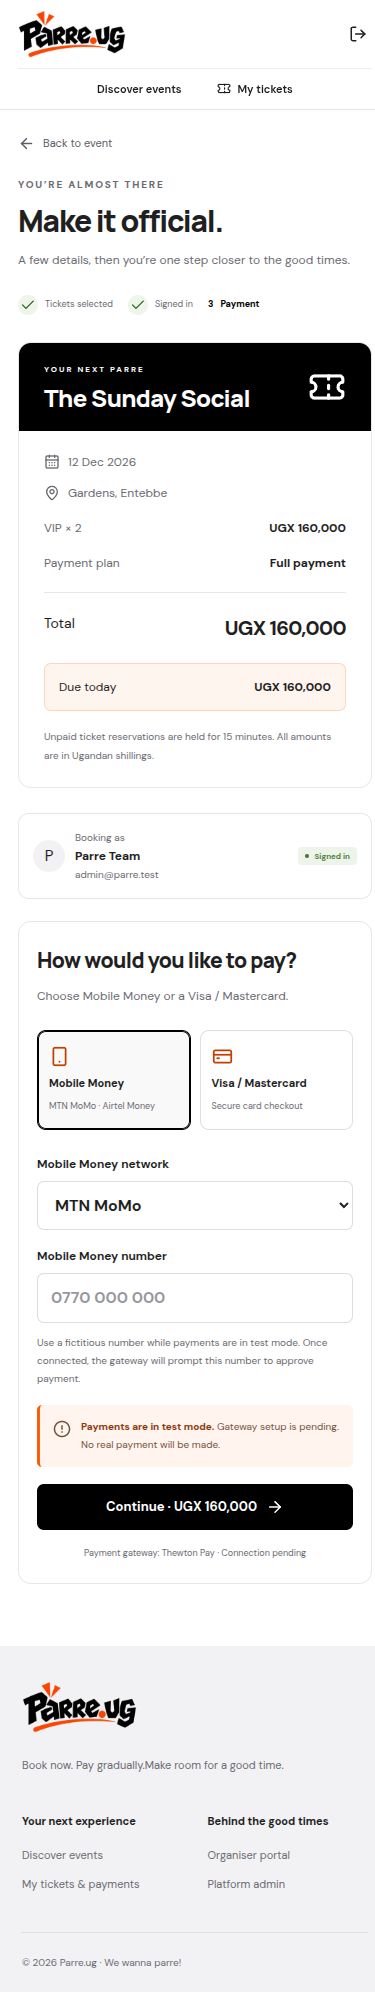 Parre.ug
Discover events
My tickets
Back to event
YOU'RE ALMOST THERE
Make it official.
A few details, then you're one step closer to the good times.
Tickets selected
Signed in
3 Payment
YOUR NEXT PARRE
The Sunday Social
12 Dec 2026
Gardens, Entebbe
VIP × 2
UGX 160,000
Payment plan
Full payment
Total
UGX 160,000
Due today
UGX 160,000
Unpaid ticket reservations are held for 15 minutes. All amounts
are in Ugandan shillings.
P
Booking as
Parre Team
admin@parre.test
Signed in
How would you like to pay?
Choose Mobile Money or a Visa / Mastercard.
Mobile Money
MTN MoMo · Airtel Money
Visa / Mastercard
Secure card checkout
Mobile Money network
MTN MoMo
Mobile Money number
0770 000 000
Use a fictitious number while payments are in test mode. Once
connected, the gateway will prompt this number to approve
payment.
Payments are in test mode. Gateway setup is pending.
No real payment will be made.
Continue · UGX 160,000
Payment gateway: Thewton Pay · Connection pending
Parre.ug
Book now. Pay gradually.Make room for a good time.
Your next experience
Discover events
My tickets & payments
Behind the good times
Organiser portal
Platform admin
© 2026 Parre.ug · We wanna parre!